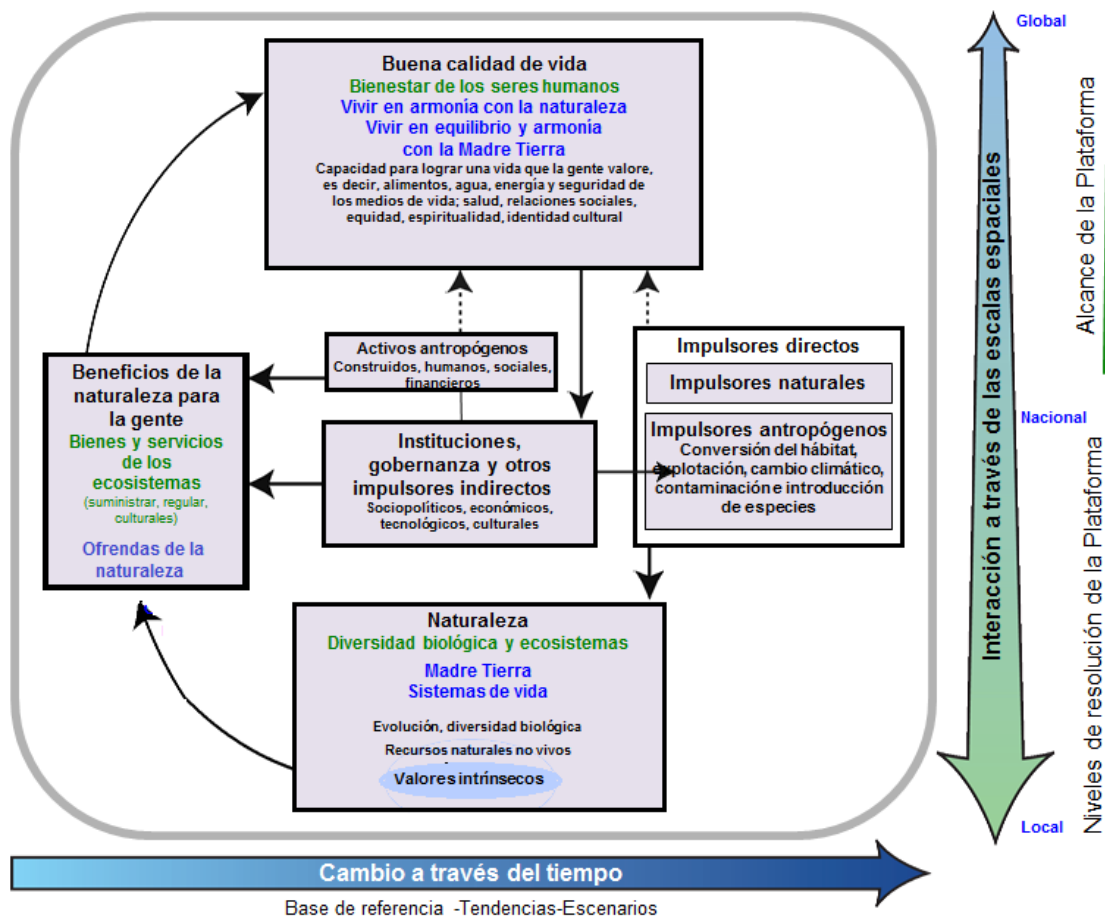 Global
Buena calidad de vida
Bienestar de los seres humanos
Vivir en armonía con la naturaleza
Vivir en equilibrio y armonía
con la Madre Tierra
Capacidad para lograr una vida que la gente valore,
es decir, alimentos, agua, energía y seguridad de
los medios de vida; salud, relaciones sociales,
equidad, espiritualidad, identidad cultural
Activos antropógenos
Construidos, humanos, sociales,
financieros
Beneficios de la
naturaleza para
la gente
Bienes y servicios
de los
ecosistemas
(suministrar, regular,
culturales)
Ofrendas de la
naturaleza
Instituciones,
gobernanza y otros
impulsores indirectos
Sociopolíticos, económicos,
tecnológicos, culturales
Impulsores directos
Impulsores naturales
Impulsores antropógenos
Conversión del hábitat,
explotación, cambio climático,
contaminación e introducción
de especies
Naturaleza
Diversidad biológica y ecosistemas
Madre Tierra
Sistemas de vida
Evolución, diversidad biológica
Recursos naturales no vivos
Valores intrínsecos
Interacción a través de las escalas espaciales
Nacional
Local
Alcance de la Plataforma
Niveles de resolución de la Plataforma
Cambio a través del tiempo
Base de referencia -Tendencias-Escenarios